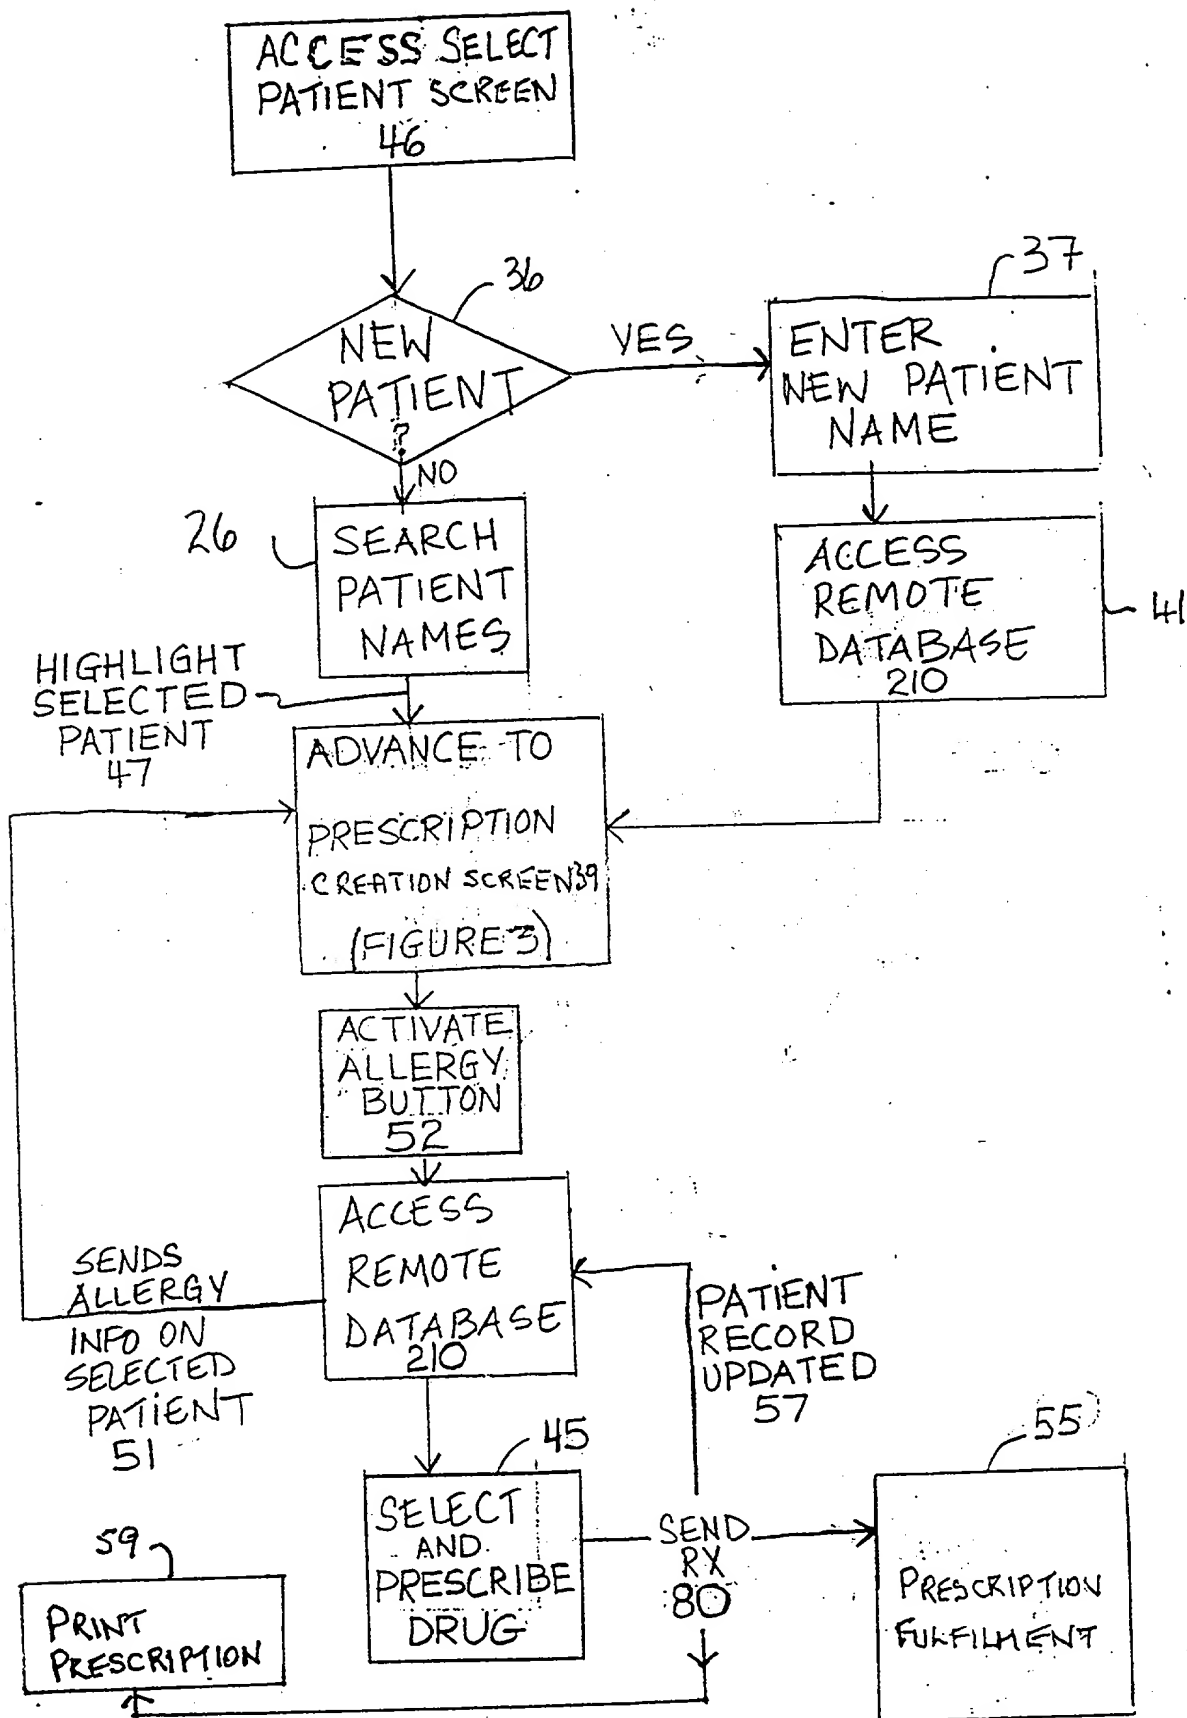 ACCESS SELECT
PATIENT SCREEN
46
36
NEW
PATIENT
?
YES
NO
37
ENTER
NEW PATIENT
NAME
26
SEARCH
PATIENT
NAMES
ACCESS
REMOTE
DATABASE
210
41
HIGHLIGHT
SELECTED
PATIENT
47
ADVANCE TO
PRESCRIPTION
CREATION SCREEN 39
(FIGURE 3)
ACTIVATE
ALLERGY
BUTTON
52
ACCESS
REMOTE
DATABASE
210
SENDS
ALLERGY
INFO ON
SELECTED
PATIENT
51
PATIENT
RECORD
UPDATED
57
45
SELECT
AND
PRESCRIBE
DRUG
SEND
RX
80
55
PRESCRIPTION
FULFILMENT
59
PRINT
PRESCRIPTION